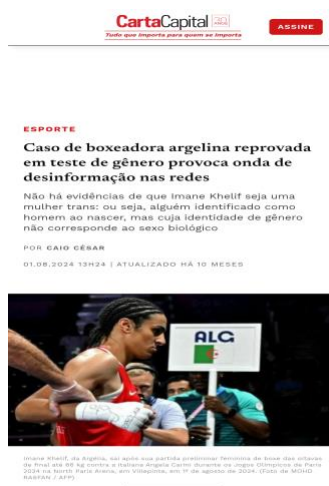 CartaCapital
30 ANOS
ASSINE
Tudo que importa para quem se importa
ESPORTE
Caso de boxeadora argelina reprovada
em teste de gênero provoca onda de
desinformação nas redes
Não há evidências de que Imane Khelif seja uma
mulher trans: ou seja, alguém identificado como
homem ao nascer, mas cuja identidade de gênero
não corresponde ao sexo biológico
POR CAIO CÉSAR
01.08.2024 13H24 | ATUALIZADO HÁ 10 MESES
ALG
Imane Khelif, da Argélia, sai após sua partida preliminar feminina de boxe das oitavas
de final até 66 kg contra a italiana Angela Carini durante os Jogos Olímpicos de Paris
2024 na North Paris Arena, em Villepinte, em 1º de agosto de 2024. (Foto de MOHD
RASFAN / AFP)